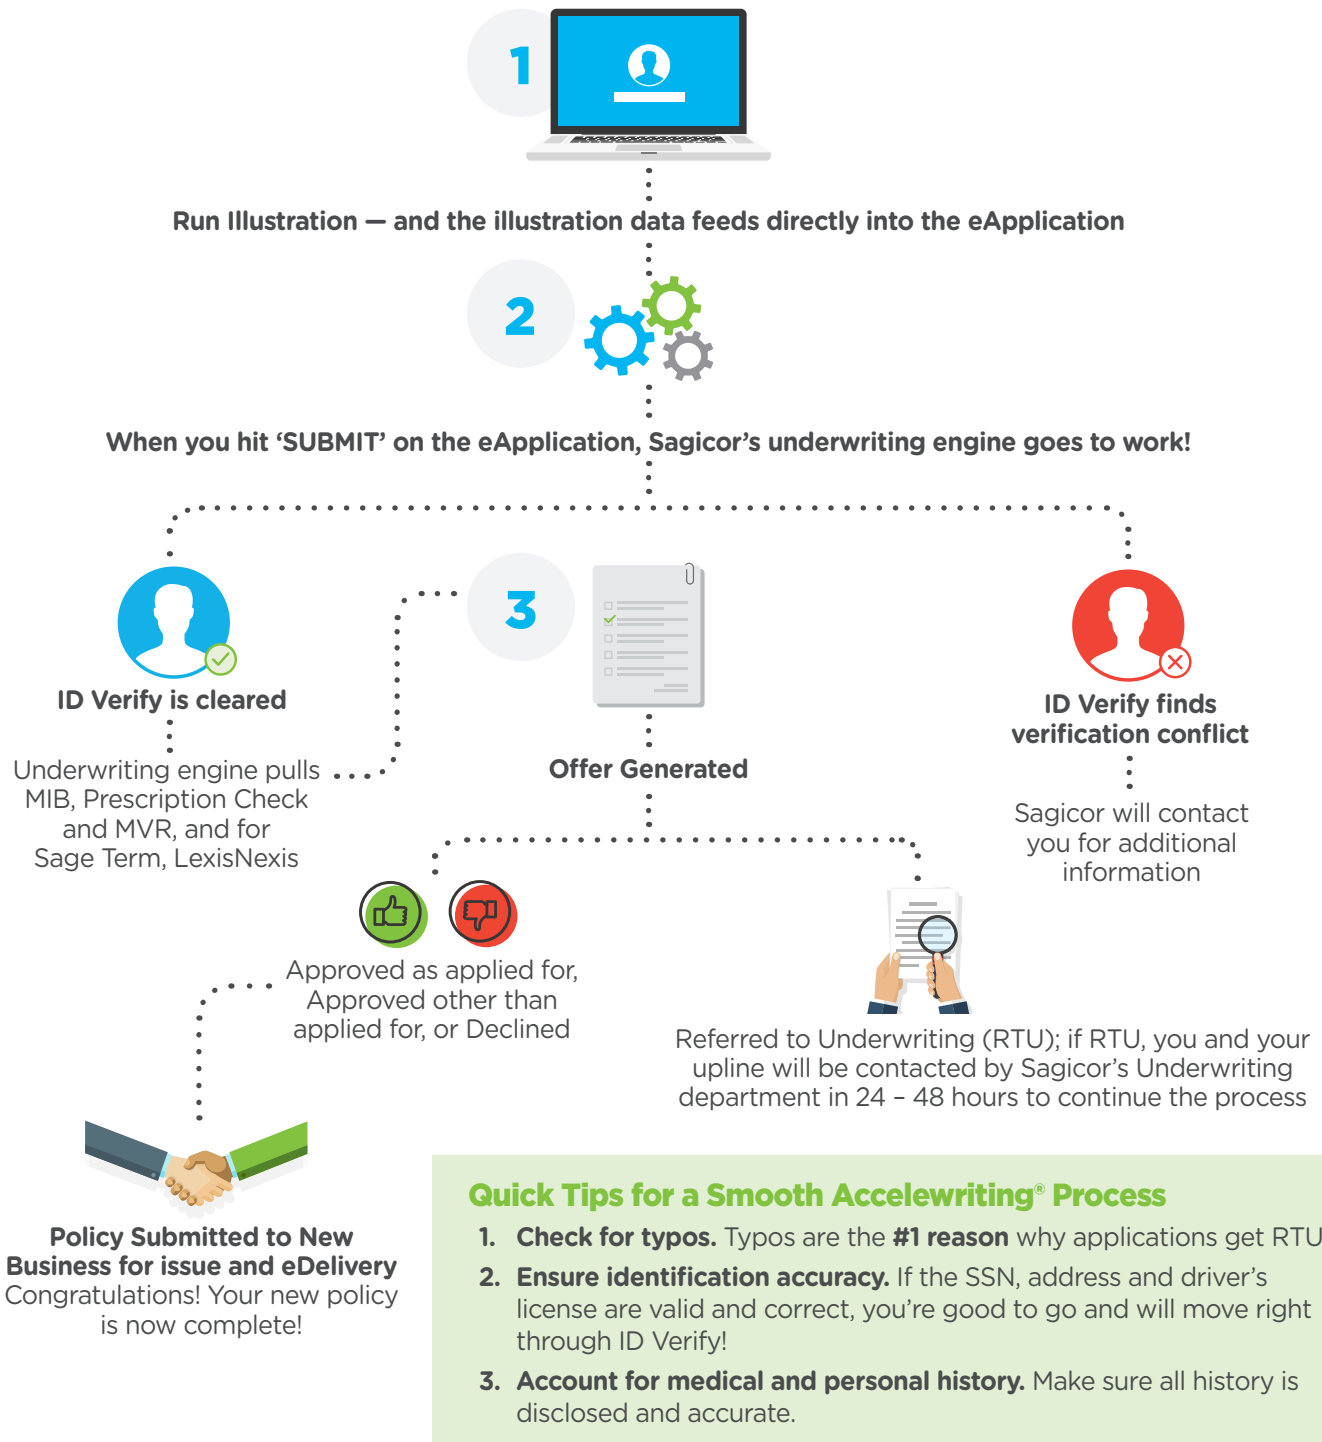 1
Run Illustration — and the illustration data feeds directly into the eApplication
2
When you hit ‘SUBMIT’ on the eApplication, Sagicor’s underwriting engine goes to work!
ID Verify is cleared
Underwriting engine pulls
MIB, Prescription Check
and MVR, and for
Sage Term, LexisNexis
3
Offer Generated
ID Verify finds
verification conflict
Sagicor will contact
you for additional
information
Approved as applied for,
Approved other than
applied for, or Declined
Referred to Underwriting (RTU); if RTU, you and your
upline will be contacted by Sagicor’s Underwriting
department in 24 – 48 hours to continue the process
Policy Submitted to New
Business for issue and eDelivery
Congratulations! Your new policy
is now complete!
Quick Tips for a Smooth Accelewriting® Process
1. Check for typos. Typos are the #1 reason why applications get RTU
2. Ensure identification accuracy. If the SSN, address and driver’s
license are valid and correct, you’re good to go and will move right
through ID Verify!
3. Account for medical and personal history. Make sure all history is
disclosed and accurate.